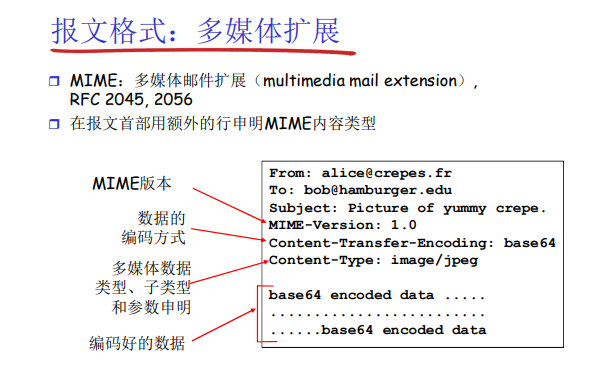 报文格式：多媒体扩展
MIME：多媒体邮件扩展（multimedia mail extension）,
RFC 2045, 2056
在报文首部用额外的行申明MIME内容类型
MIME版本
数据的
编码方式
多媒体数据
类型、子类型
和参数申明
编码好的数据
From: alice@crepes.fr
To: bob@hamburger.edu
Subject: Picture of yummy crepe.
MIME-Version: 1.0
Content-Transfer-Encoding: base64
Content-Type: image/jpeg
base64 encoded data .....
.........................
......base64 encoded data